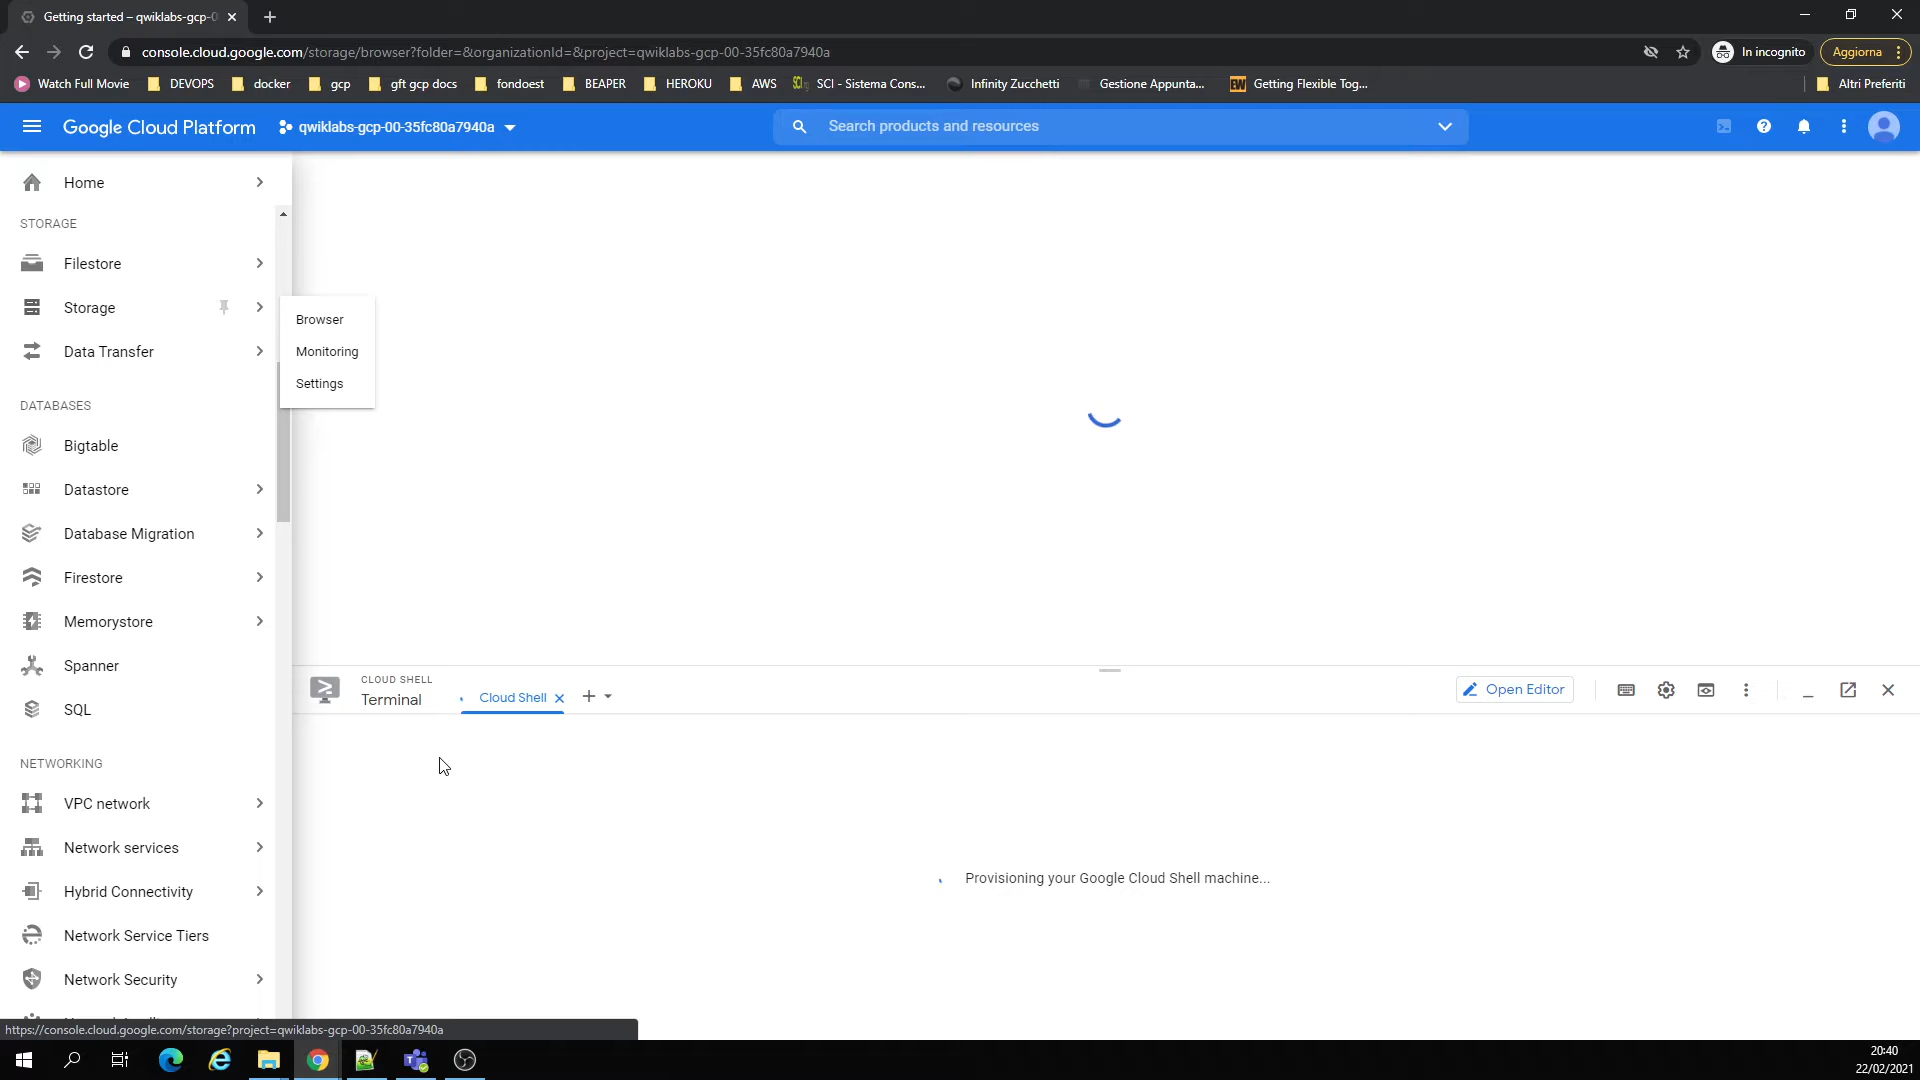 Getting started – qwiklabs-gcp-0
console.cloud.google.com/storage/browser?folder=&organizationId=&project=qwiklabs-gcp-00-35fc80a7940a
In incognito
Aggiorna
Watch Full Movie
DEVOPS
docker
gcp
gft gcp docs
fondoest
BEAPER
HEROKU
AWS
SCI - Sistema Cons...
Infinity Zucchetti
Gestione Appunta...
EW
Getting Flexible Tog...
Altri Preferiti
Google Cloud Platform
qwiklabs-gcp-00-35fc80a7940a
Search products and resources
Home
STORAGE
Filestore
Storage
Data Transfer
Browser
Monitoring
Settings
DATABASES
Bigtable
Datastore
Database Migration
Firestore
Memorystore
Spanner
SQL
NETWORKING
VPC network
Network services
Hybrid Connectivity
Network Service Tiers
Network Security
CLOUD SHELL
Terminal
Cloud Shell
Open Editor
Provisioning your Google Cloud Shell machine...
https://console.cloud.google.com/storage?project=qwiklabs-gcp-00-35fc80a7940a
20:40
22/02/2021